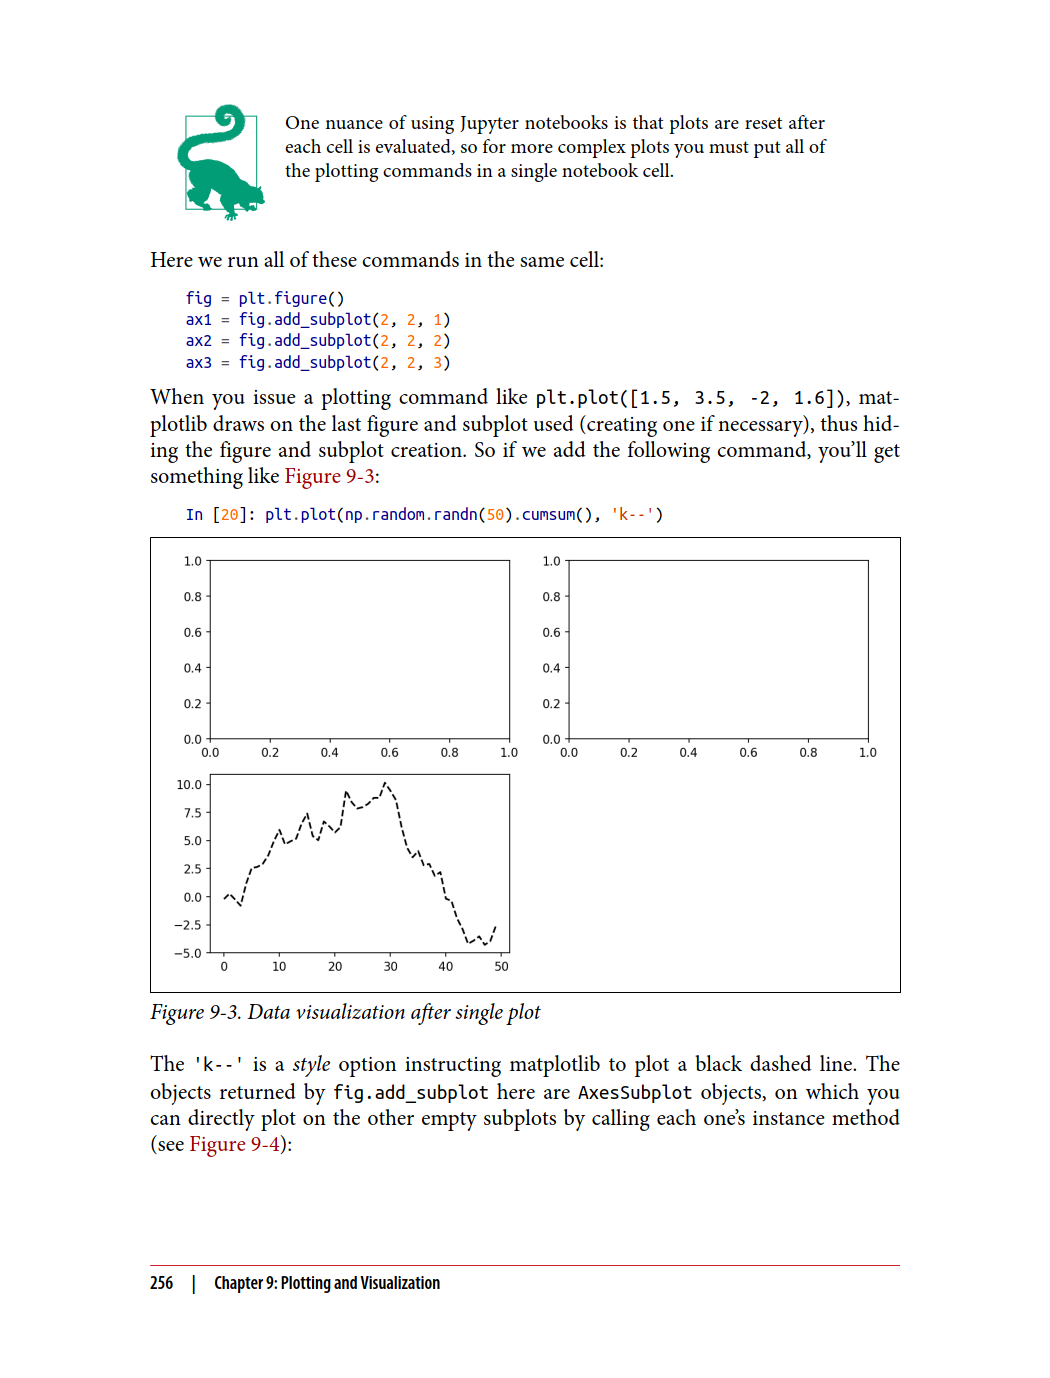 One nuance of using Jupyter notebooks is that plots are reset after
each cell is evaluated, so for more complex plots you must put all of
the plotting commands in a single notebook cell.
Here we run all of these commands in the same cell:
fig = plt.figure()
ax1 = fig.add_subplot(2, 2, 1)
ax2 = fig.add_subplot(2, 2, 2)
ax3 = fig.add_subplot(2, 2, 3)
When you issue a plotting command like plt.plot([1.5, 3.5, -2, 1.6]), mat-
plotlib draws on the last figure and subplot used (creating one if necessary), thus hid-
ing the figure and subplot creation. So if we add the following command, you’ll get
something like Figure 9-3:
In [20]: plt.plot(np.random.randn(50).cumsum(), 'k--')
1.0
0.8
0.6
0.4
0.2
0.0
0.0 0.2 0.4 0.6 0.8 1.0
1.0
0.8
0.6
0.4
0.2
0.0
0.0 0.2 0.4 0.6 0.8 1.0
10.0
7.5
5.0
2.5
0.0
−2.5
−5.0
0 10 20 30 40 50
Figure 9-3. Data visualization after single plot
The 'k--' is a style option instructing matplotlib to plot a black dashed line. The
objects returned by fig.add_subplot here are AxesSubplot objects, on which you
can directly plot on the other empty subplots by calling each one’s instance method
(see Figure 9-4):
256 | Chapter 9: Plotting and Visualization